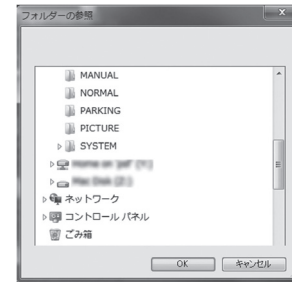 フォルダーの参照
MANUAL
NORMAL
PARKING
PICTURE
SYSTEM
ネットワーク
コントロール パネル
ごみ箱
OK
キャンセル